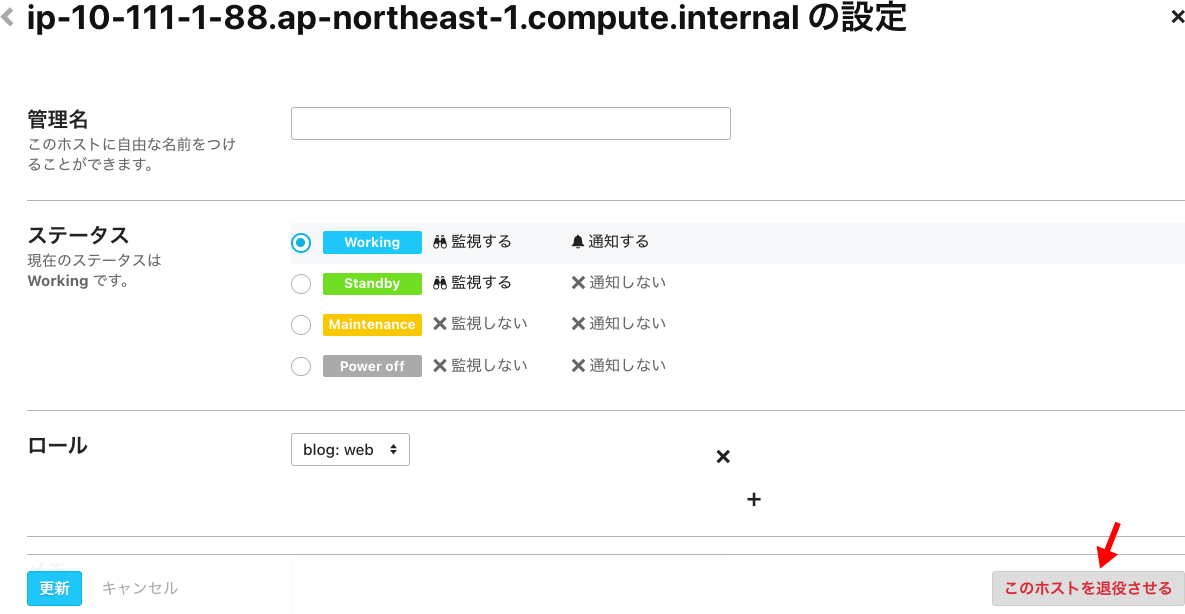 ip-10-111-1-88.ap-northeast-1.compute.internal の設定
管理名
このホストに自由な名前をつけ
ることができます。
ステータス
現在のステータスは
Working です。
Working 監視する 通知する
Standby 監視する 通知しない
Maintenance 監視しない 通知しない
Power off 監視しない 通知しない
ロール
blog: web
メモ
更新 キャンセル このホストを退役させる